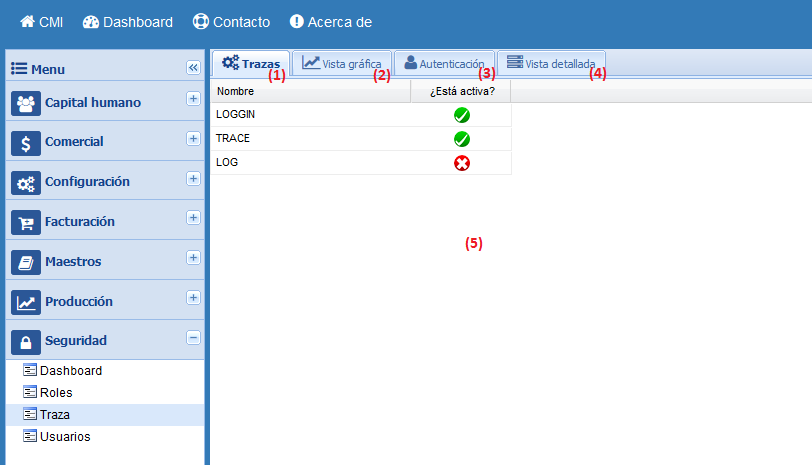 CMI Dashboard Contacto Acerca de
Menu
Capital humano
Comercial
Configuración
Facturación
Maestros
Producción
Seguridad
Dashboard
Roles
Traza
Usuarios
Trazas (1) Vista gráfica (2) Autenticación (3) Vista detallada (4)
Nombre ¿Está activa?
LOGGIN
TRACE
LOG
(5)